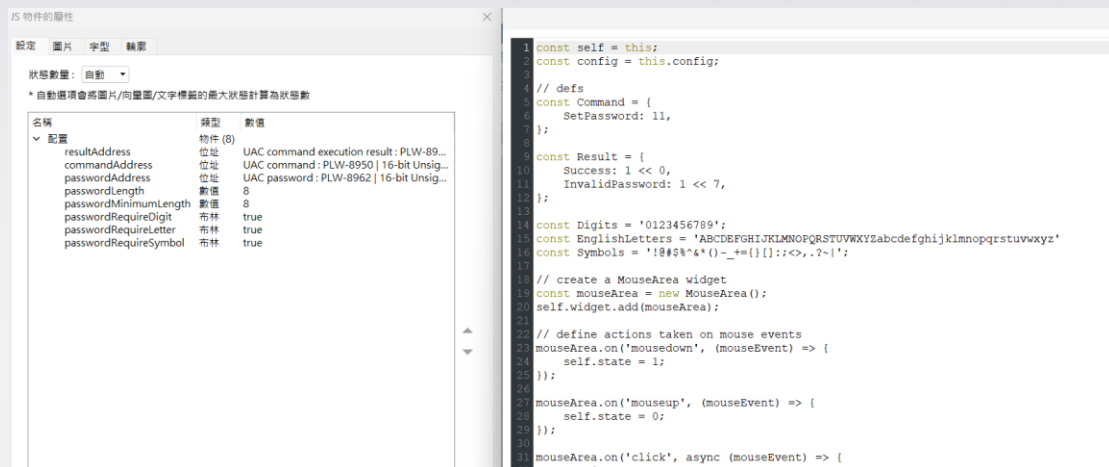 JS 物件的屬性
設定 圖片 字型 輪廓
狀態數量： 自動
* 自動選項會將圖片/向量圖/文字標籤的最大狀態計算為狀態數
名稱 類型 數值
配置 物件 (8)
resultAddress 位址 UAC command execution result : PLW-89...
commandAddress 位址 UAC command : PLW-8950 | 16-bit Unsig...
passwordAddress 位址 UAC password : PLW-8962 | 16-bit Unsig...
passwordLength 數值 8
passwordMinimumLength 數值 8
passwordRequireDigit 布林 true
passwordRequireLetter 布林 true
passwordRequireSymbol 布林 true
1 const self = this;
2 const config = this.config;
3
4 // defs
5 const Command = {
6 SetPassword: 11,
7 };
8
9 const Result = {
10 Success: 1 << 0,
11 InvalidPassword: 1 << 7,
12 };
13
14 const Digits = '0123456789';
15 const EnglishLetters = 'ABCDEFGHIJKLMNOPQRSTUVWXYZabcdefghijklmnopqrstuvwxyz'
16 const Symbols = '!@#$%^&*()-_+={}[]:;<>,.?~|';
17
18 // create a MouseArea widget
19 const mouseArea = new MouseArea();
20 self.widget.add(mouseArea);
21
22 // define actions taken on mouse events
23 mouseArea.on('mousedown', (mouseEvent) => {
24 self.state = 1;
25 });
26
27 mouseArea.on('mouseup', (mouseEvent) => {
28 self.state = 0;
29 });
30
31 mouseArea.on('click', async (mouseEvent) => {